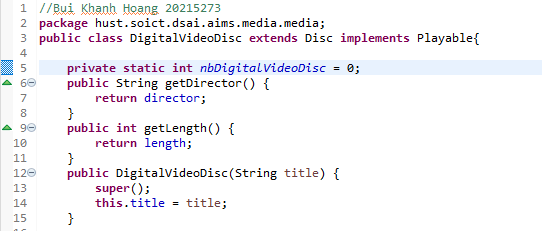 1 //Bui Khanh Hoang 20215273
2 package hust.soict.dsai.aims.media.media;
3 public class DigitalVideoDisc extends Disc implements Playable{
4
5     private static int nbDigitalVideoDisc = 0;
6     public String getDirector() {
7         return director;
8     }
9     public int getLength() {
10         return length;
11     }
12     public DigitalVideoDisc(String title) {
13         super();
14         this.title = title;
15     }